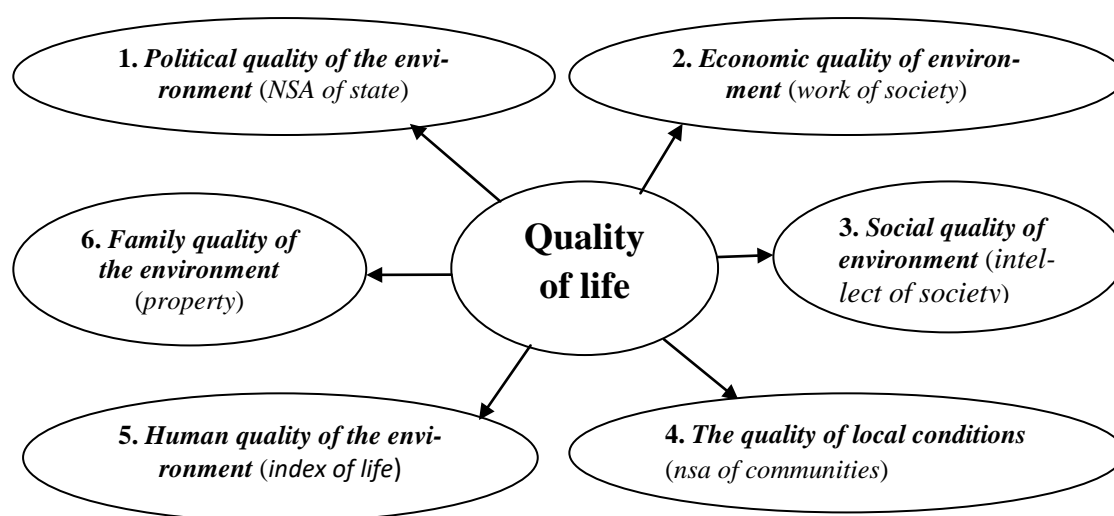 1. Political quality of the envi-
ronment (NSA of state)
2. Economic quality of environ-
ment (work of society)
3. Social quality of
environment (intel-
lect of society)
4. The quality of local conditions
(nsa of communities)
5. Human quality of the envi-
ronment (index of life)
6. Family quality of
the environment
(property)
Quality
of life